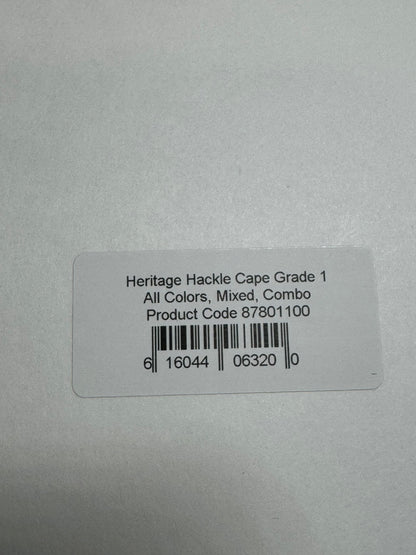 Heritage Hackle Cape Grade 1
All Colors, Mixed, Combo
Product Code 87801100
6 16044 06320 0